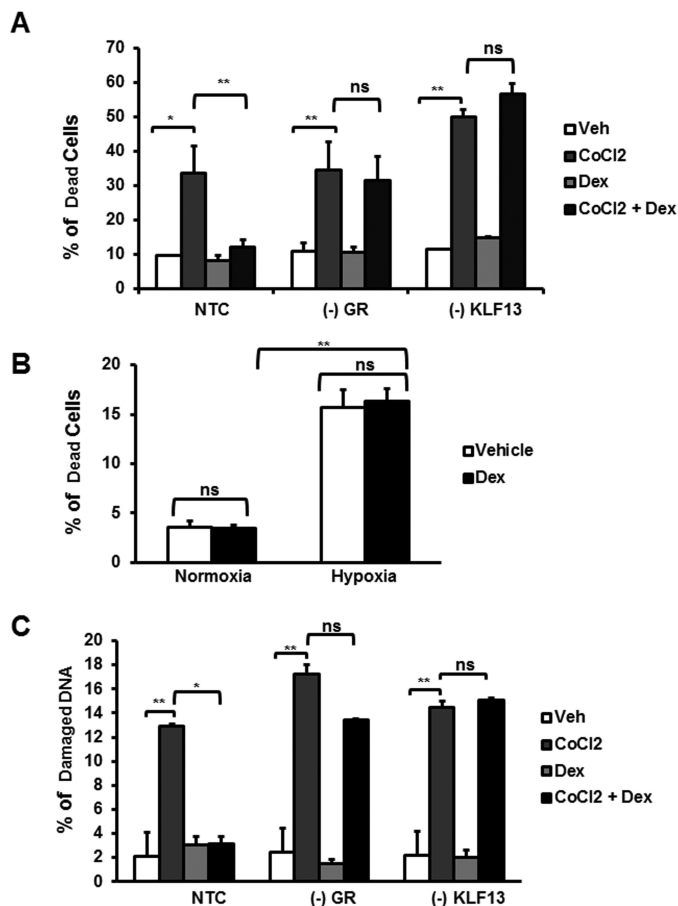 A
% of Dead Cells
70
60
50
40
30
20
10
0
*
**
**
ns
**
ns
NTC
(-) GR
(-) KLF13
Veh
CoCl2
Dex
CoCl2 + Dex
B
% of Dead Cells
20
15
10
5
0
ns
**
ns
Normoxia
Hypoxia
Vehicle
Dex
C
% of Damaged DNA
20
18
16
14
12
10
8
6
4
2
0
**
*
**
ns
**
ns
NTC
(-) GR
(-) KLF13
Veh
CoCl2
Dex
CoCl2 + Dex